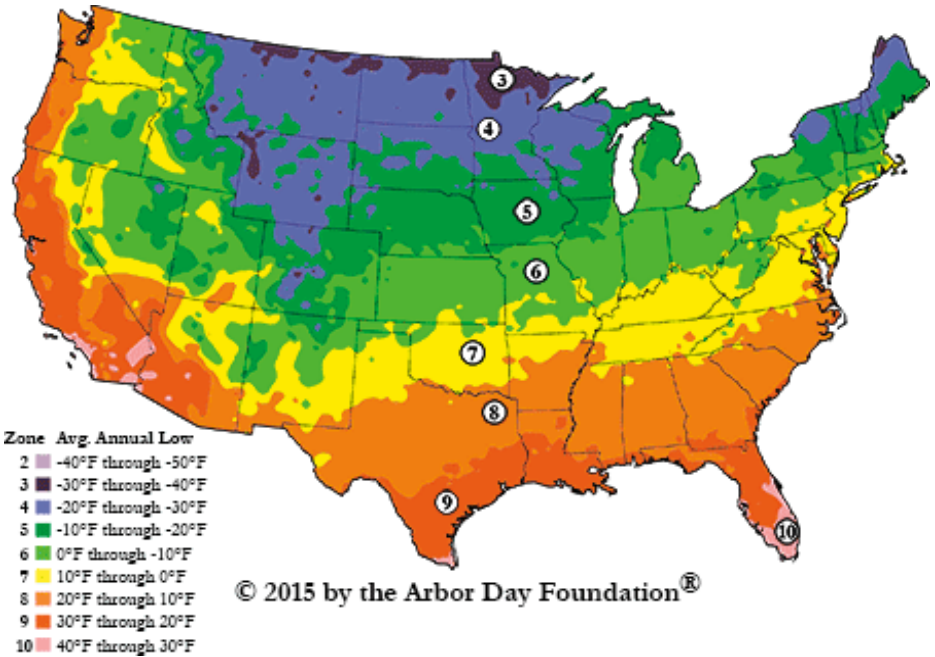 3
4
5
6
7
8
9
10
Zone Avg. Annual Low
2 -40°F through -50°F
3 -30°F through -40°F
4 -20°F through -30°F
5 -10°F through -20°F
6 0°F through -10°F
7 10°F through 0°F
8 20°F through 10°F
9 30°F through 20°F
10 40°F through 30°F
© 2015 by the Arbor Day Foundation®